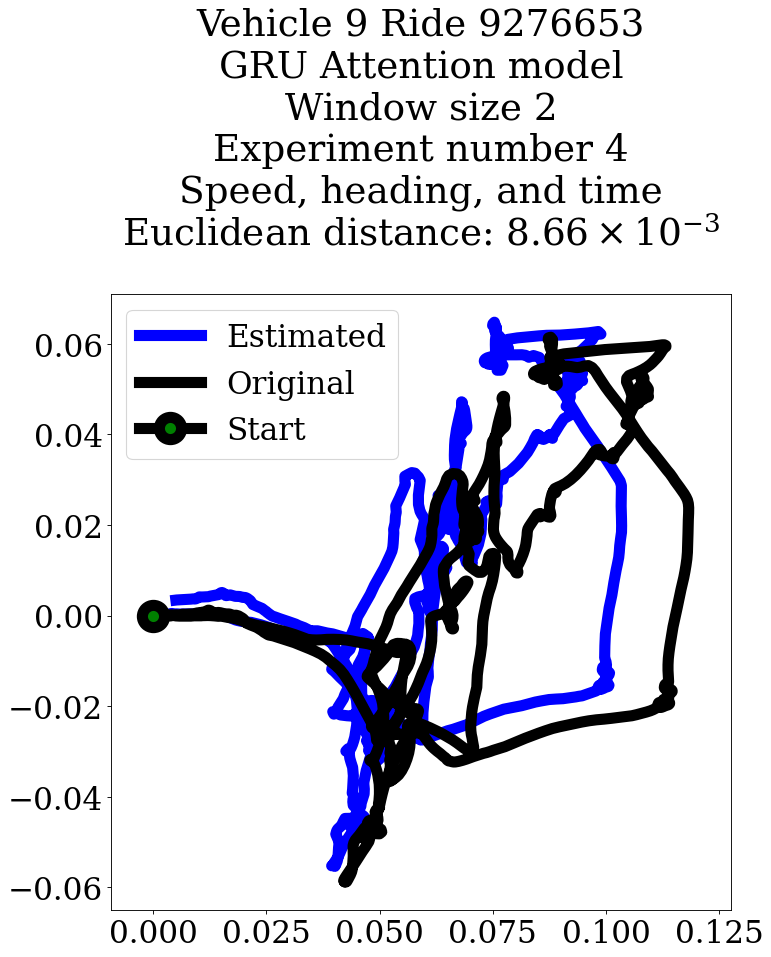 Vehicle 9 Ride 9276653
GRU Attention model
Window size 2
Experiment number 4
Speed, heading, and time
Euclidean distance: 8.66 × 10⁻³
Estimated
Original
Start
0.06
0.04
0.02
0.00
−0.02
−0.04
−0.06
0.000 0.025 0.050 0.075 0.100 0.125